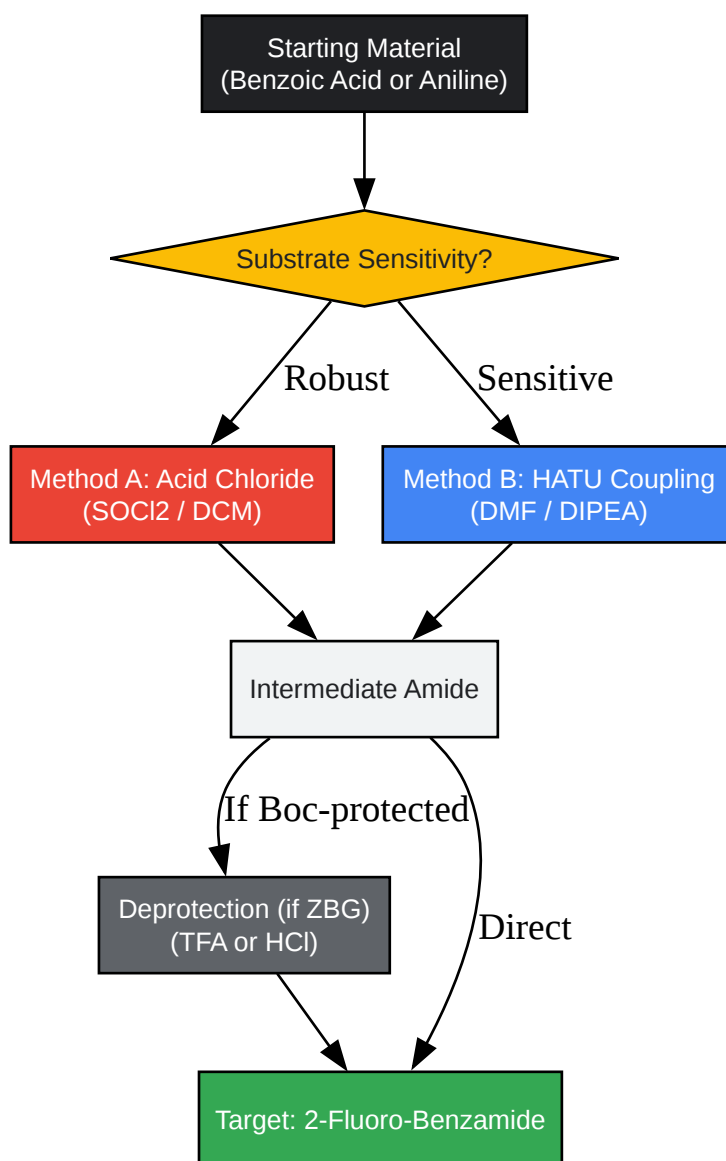 Starting Material
(Benzoic Acid or Aniline)
Substrate Sensitivity?
Robust
Sensitive
Method A: Acid Chloride
(SOCl2 / DCM)
Method B: HATU Coupling
(DMF / DIPEA)
Intermediate Amide
If Boc-protected
Deprotection (if ZBG)
(TFA or HCl)
Direct
Target: 2-Fluoro-Benzamide